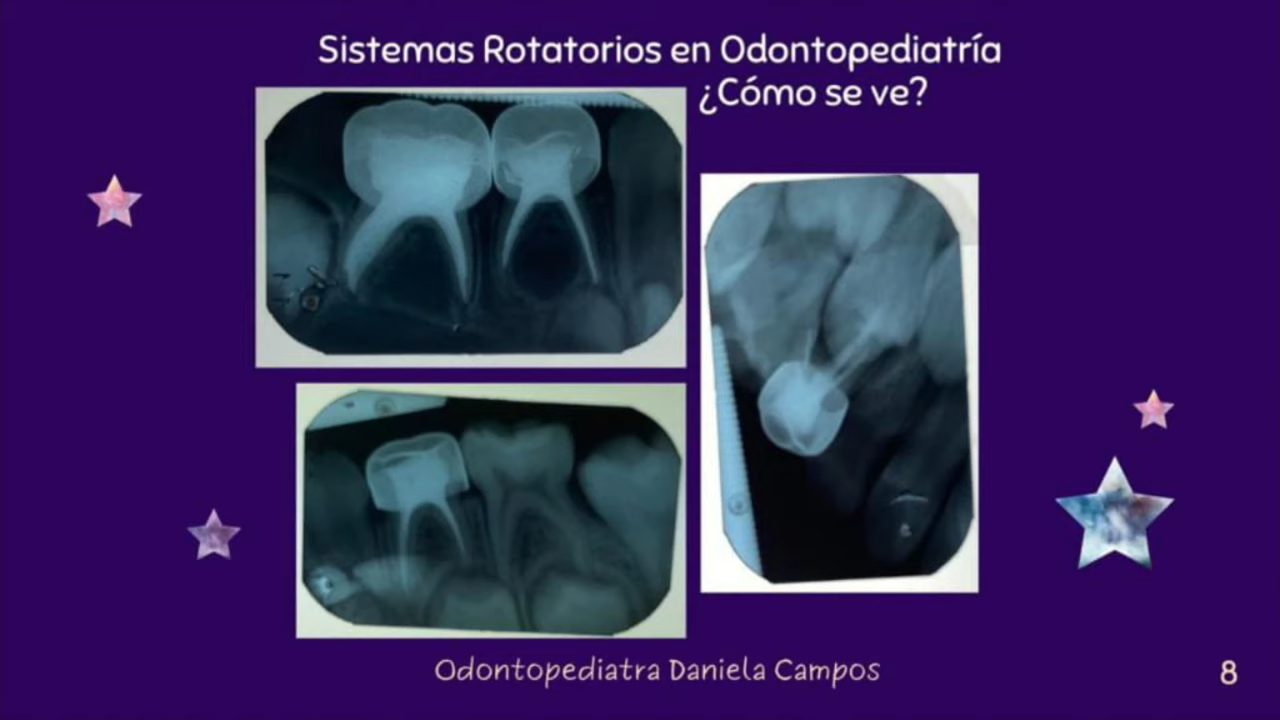 Sistemas Rotatorios en Odontopediatría
¿Cómo se ve?
Odontopediatra Daniela Campos
8